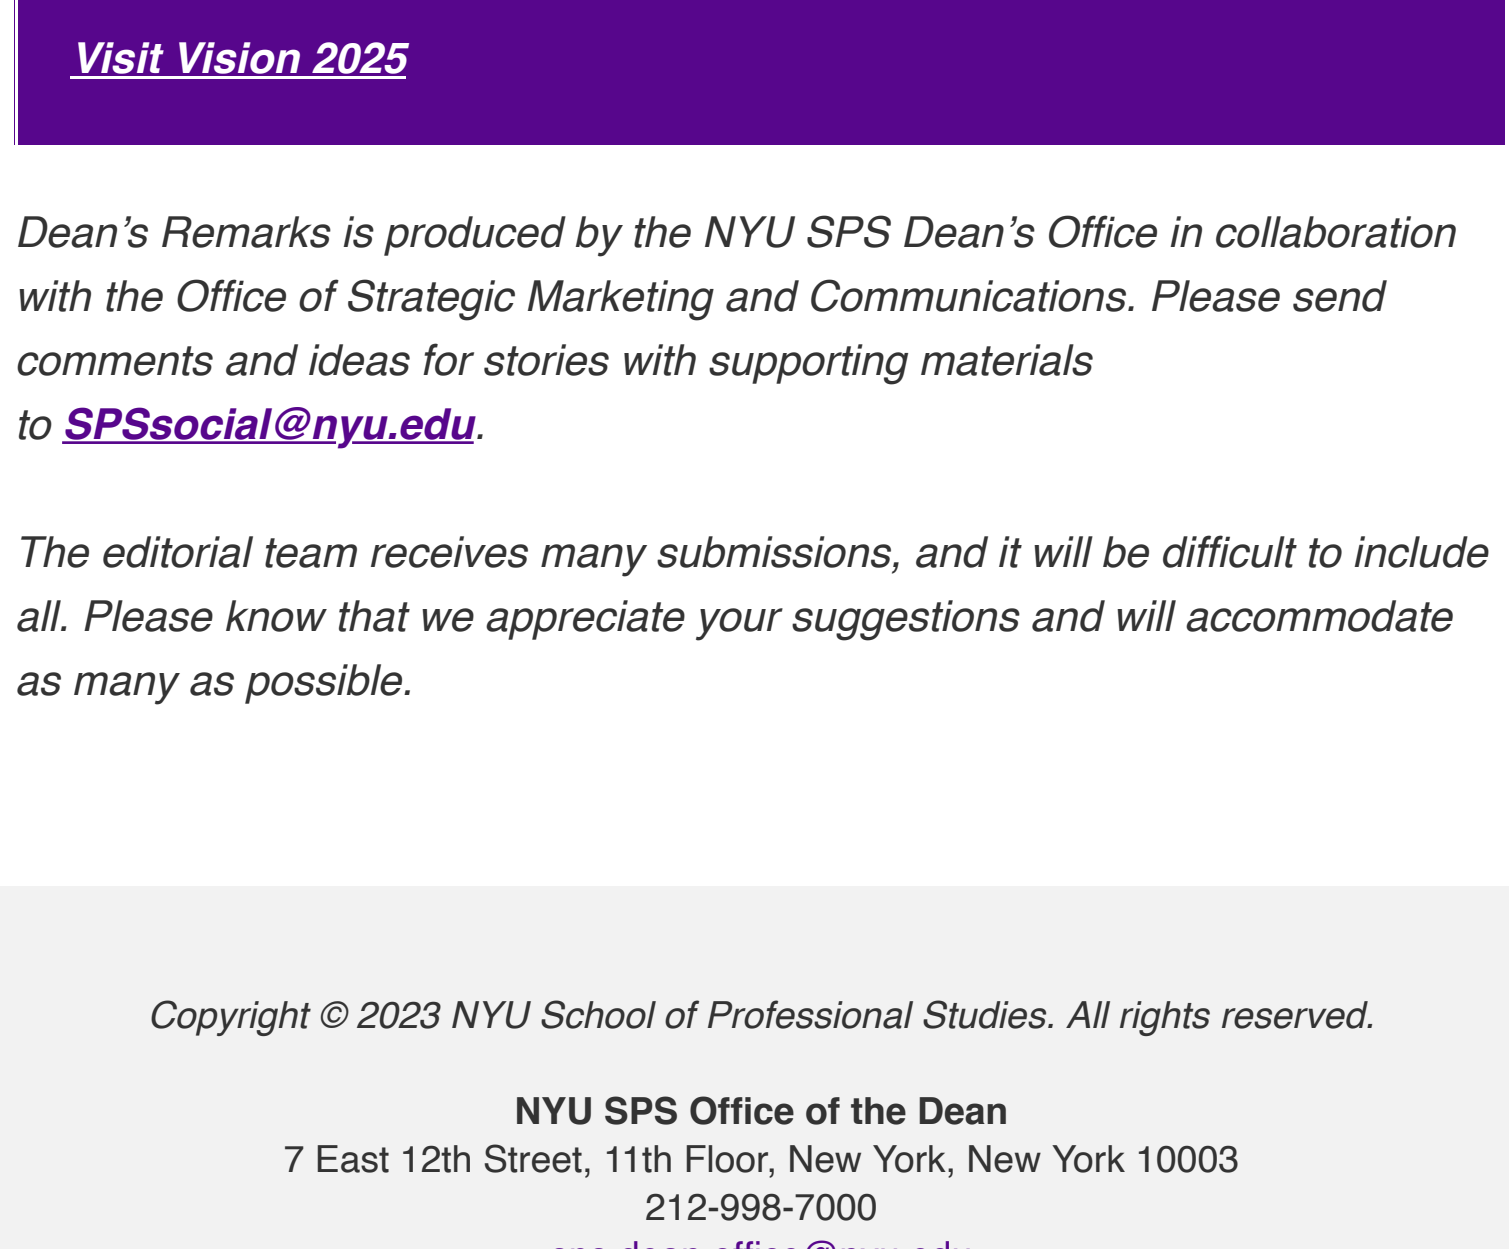 Visit Vision 2025
Dean’s Remarks is produced by the NYU SPS Dean’s Office in collaboration
with the Office of Strategic Marketing and Communications. Please send
comments and ideas for stories with supporting materials
to SPSsocial@nyu.edu.
The editorial team receives many submissions, and it will be difficult to include
all. Please know that we appreciate your suggestions and will accommodate
as many as possible.
Copyright © 2023 NYU School of Professional Studies. All rights reserved.
NYU SPS Office of the Dean
7 East 12th Street, 11th Floor, New York, New York 10003
212-998-7000